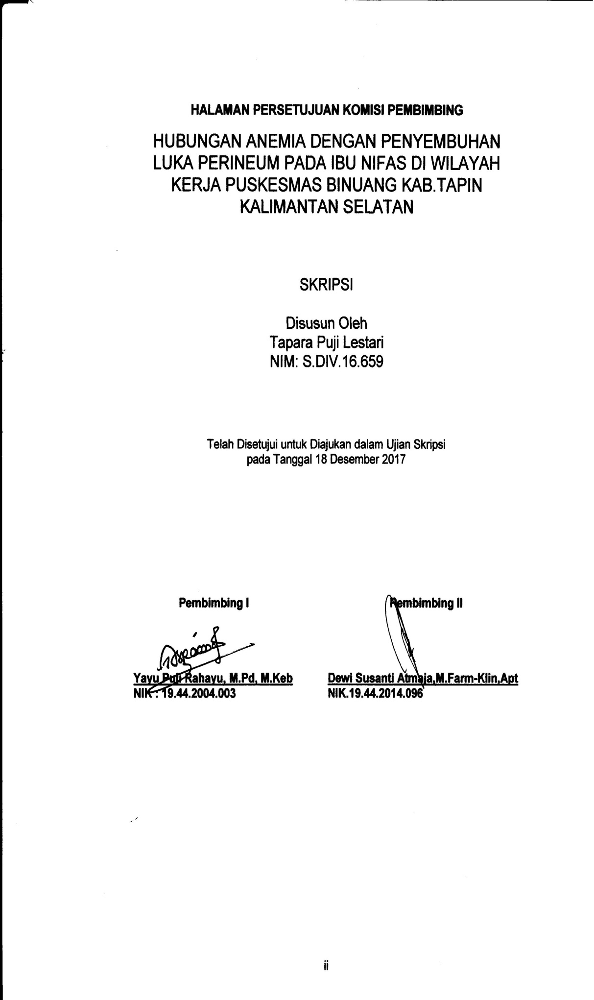 HALAMAN PERSETUJUAN KOMISI PEMBIMBING
HUBUNGAN ANEMIA DENGAN PENYEMBUHAN
LUKA PERINEUM PADA IBU NIFAS DI WILAYAH
KERJA PUSKESMAS BINUANG KAB.TAPIN
KALIMANTAN SELATAN
SKRIPSI
Disusun Oleh
Tapara Puji Lestari
NIM: S.DIV.16.659
Telah Disetujui untuk Diajukan dalam Ujian Skripsi
pada Tanggal 18 Desember 2017
Pembimbing I
Yayu Puji Rahayu, M.Pd, M.Keb
NIK : 19.44.2004.003
Pembimbing II
Dewi Susanti Atmaja,M.Farm-Klin,Apt
NIK.19.44.2014.096
ii